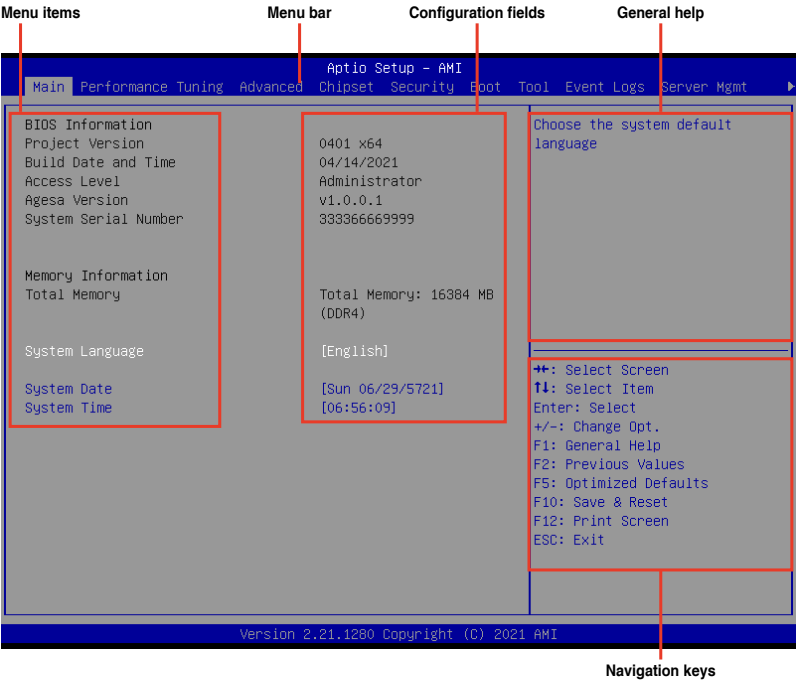 Menu items Menu bar Configuration fields General help
Aptio Setup – AMI
Main Performance Tuning Advanced Chipset Security Boot Tool Event Logs Server Mgmt ▶
BIOS Information
Project Version 0401 x64
Build Date and Time 04/14/2021
Access Level Administrator
Agesa Version v1.0.0.1
System Serial Number 333366669999
Memory Information
Total Memory Total Memory: 16384 MB
(DDR4)
System Language [English]
System Date [Sun 06/29/5721]
System Time [06:56:09]
Choose the system default
language
→←: Select Screen
↑↓: Select Item
Enter: Select
+/–: Change Opt.
F1: General Help
F2: Previous Values
F5: Optimized Defaults
F10: Save & Reset
F12: Print Screen
ESC: Exit
Version 2.21.1280 Copyright (C) 2021 AMI
Navigation keys